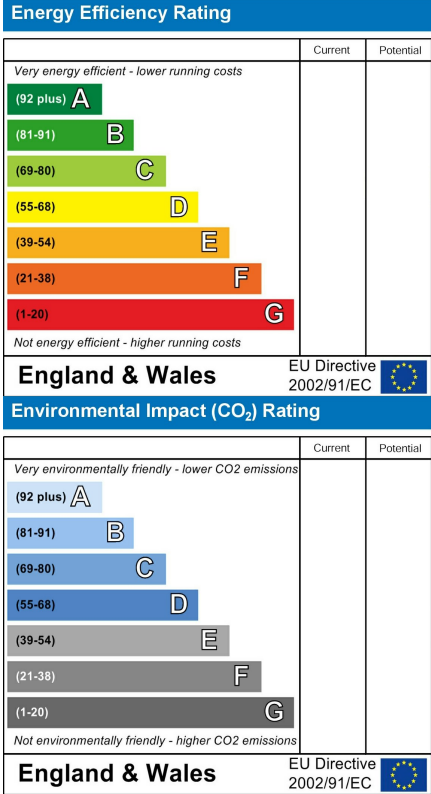 Energy Efficiency Rating
Current Potential
Very energy efficient - lower running costs
(92 plus) A
(81-91) B
(69-80) C
(55-68) D
(39-54) E
(21-38) F
(1-20) G
Not energy efficient - higher running costs
England & Wales
EU Directive
2002/91/EC
Environmental Impact (CO₂) Rating
Current Potential
Very environmentally friendly - lower CO2 emissions
(92 plus) A
(81-91) B
(69-80) C
(55-68) D
(39-54) E
(21-38) F
(1-20) G
Not environmentally friendly - higher CO2 emissions
England & Wales
EU Directive
2002/91/EC